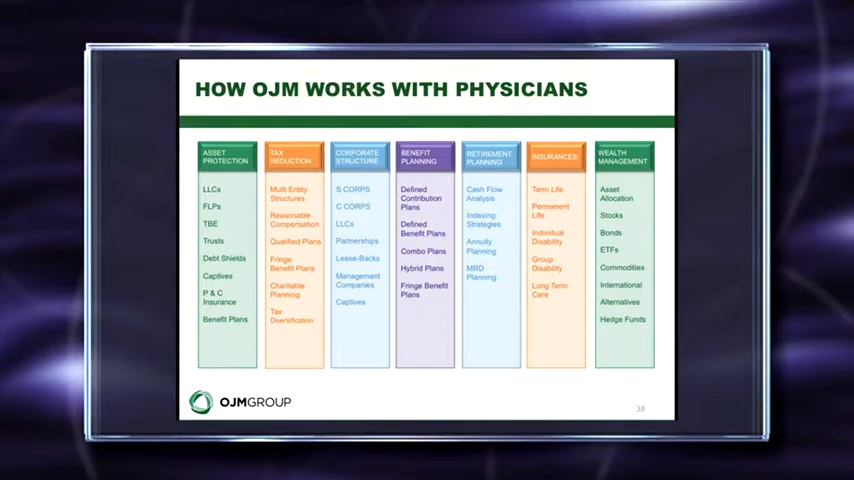 HOW OJM WORKS WITH PHYSICIANS
ASSET
PROTECTION
LLCs
FLPs
TBE
Trusts
Debt Shields
Captives
P & C
Insurance
Benefit Plans
TAX
REDUCTION
Multi Entity
Structures
Reasonable
Compensation
Qualified Plans
Fringe
Benefit Plans
Charitable
Planning
Tax
Diversification
CORPORATE
STRUCTURE
S CORPS
C CORPS
LLCs
Partnerships
Lease-Backs
Management
Companies
Captives
BENEFIT
PLANNING
Defined
Contribution
Plans
Defined
Benefit Plans
Combo Plans
Hybrid Plans
Fringe Benefit
Plans
RETIREMENT
PLANNING
Cash Flow
Analysis
Indexing
Strategies
Annuity
Planning
MRD
Planning
INSURANCES
Term Life
Permanent
Life
Individual
Disability
Group
Disability
Long Term
Care
WEALTH
MANAGEMENT
Asset
Allocation
Stocks
Bonds
ETFs
Commodities
International
Alternatives
Hedge Funds
OJMGROUP
38